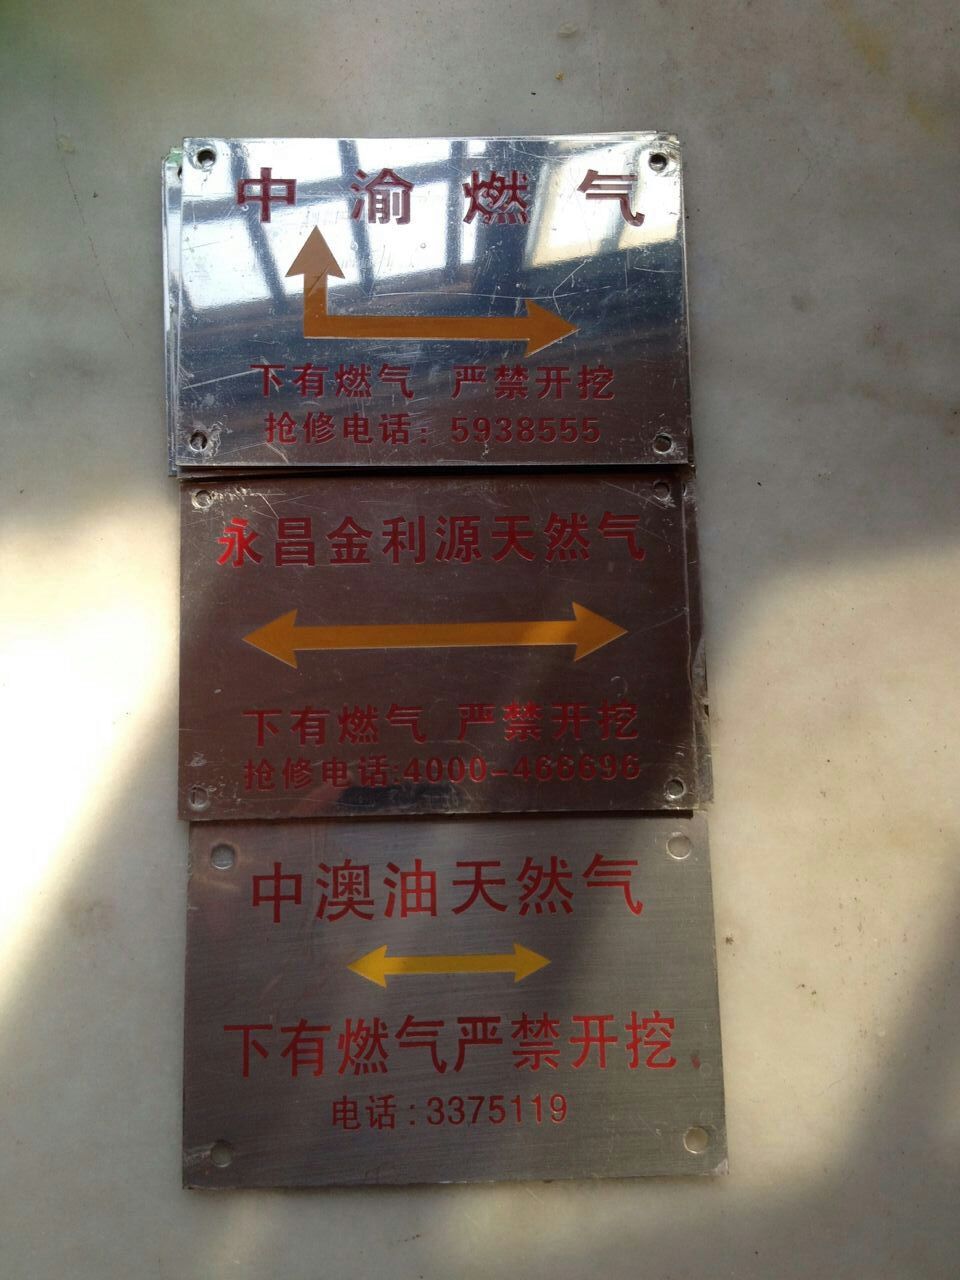 中渝燃气
下有燃气 严禁开挖
抢修电话：5938555
永昌金利源天然气
下有燃气 严禁开挖
抢修电话:4000-466696
中澳油天然气
下有燃气严禁开挖
电话:3375119